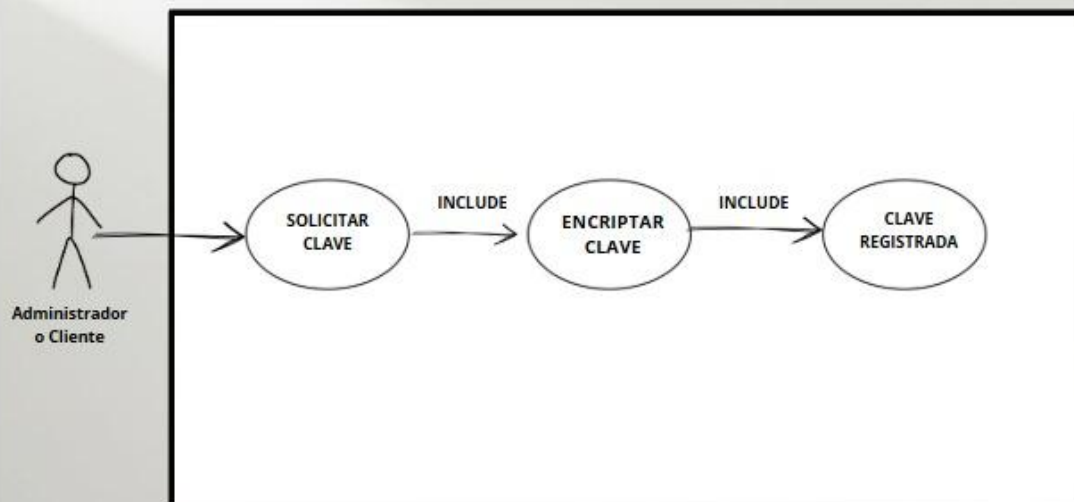 SOLICITAR
CLAVE
INCLUDE
ENCRIPTAR
CLAVE
INCLUDE
CLAVE
REGISTRADA
Administrador
o Cliente